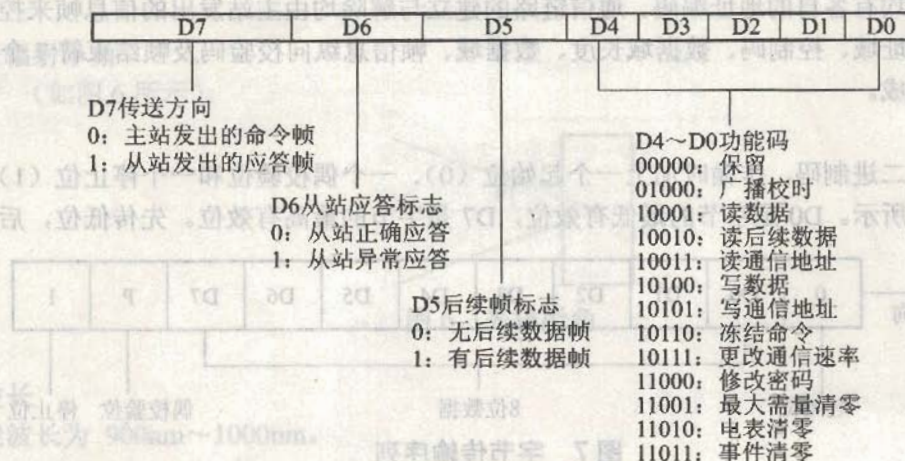 D7 D6 D5 D4 D3 D2 D1 D0
D7传送方向
0：主站发出的命令帧
1：从站发出的应答帧
D6从站应答标志
0：从站正确应答
1：从站异常应答
D5后续帧标志
0：无后续数据帧
1：有后续数据帧
D4～D0功能码
00000：保留
01000：广播校时
10001：读数据
10010：读后续数据
10011：读通信地址
10100：写数据
10101：写通信地址
10110：冻结命令
10111：更改通信速率
11000：修改密码
11001：最大需量清零
11010：电表清零
11011：事件清零